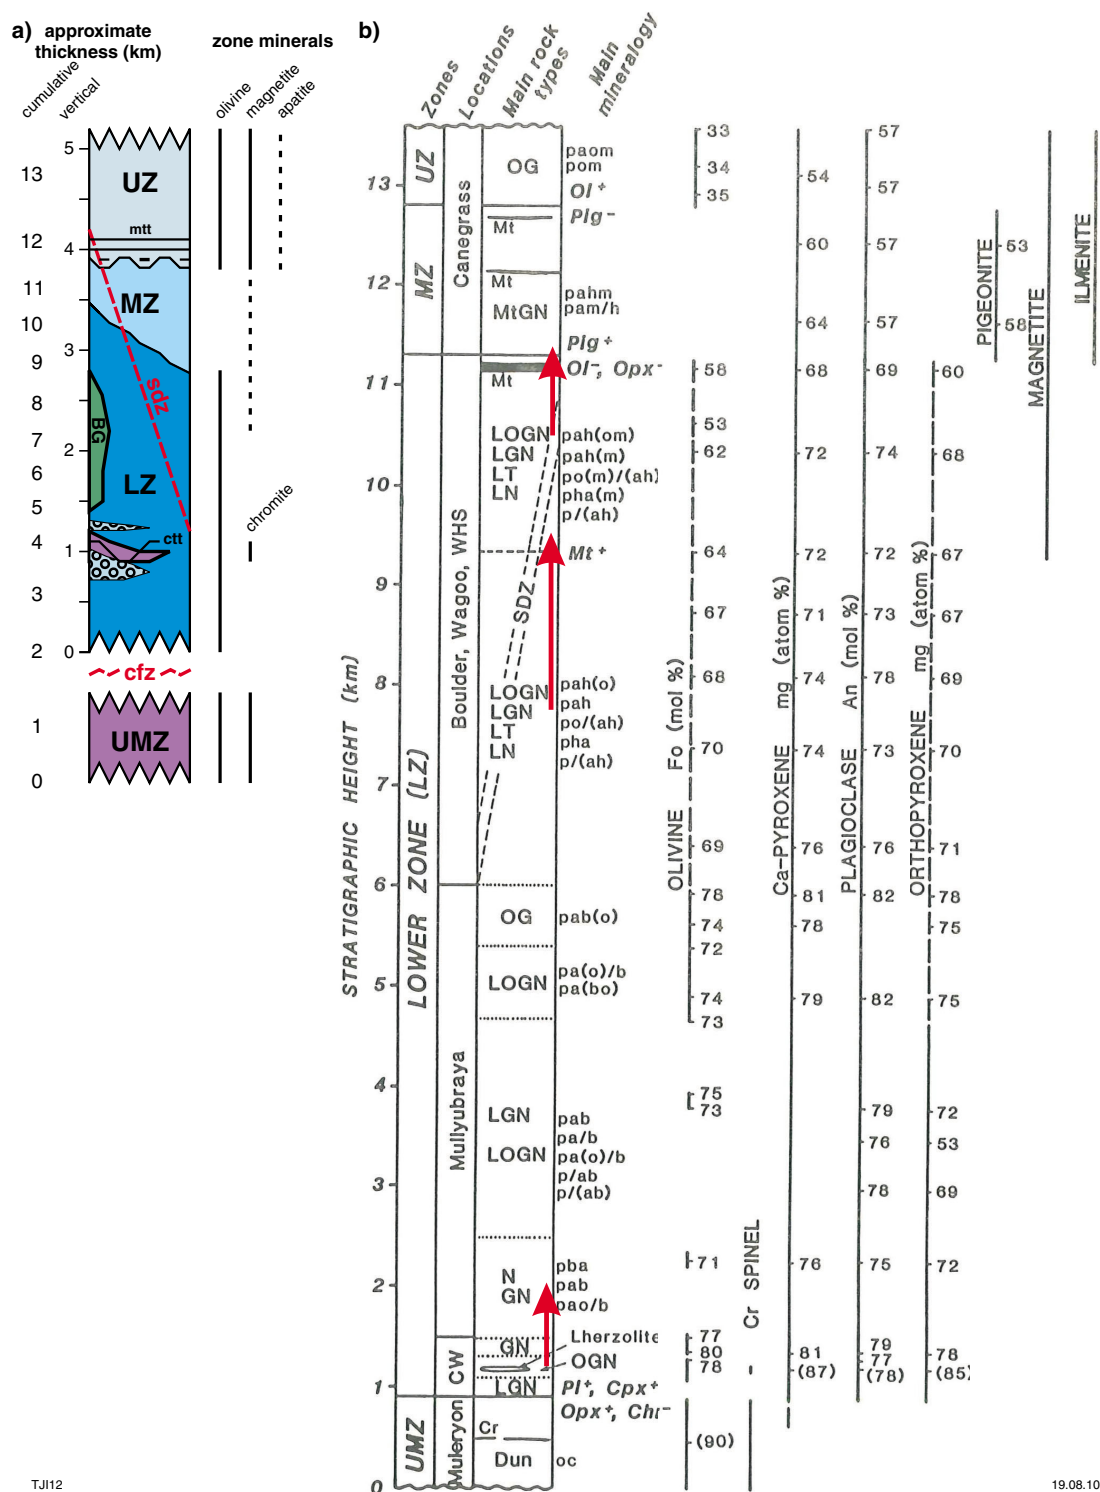 a) approximate
thickness (km)
zone minerals
cumulative
vertical
olivine
magnetite
apatite
5
13
UZ
mtt
12
4
11
MZ
10
3
9
sdz
8
BG
7
2
6
LZ
5
chromite
4
ctt
1
3
2
0
cfz
1
UMZ
0
b)
Zones
Locations
Main rock
types
Main
mineralogy
STRATIGRAPHIC HEIGHT (km)
13
12
11
10
9
8
7
6
5
4
3
2
1
0
UZ
MZ
LOWER ZONE (LZ)
UMZ
Canegrass
Boulder, Wagoo, WHS
Mullyubraya
CW
Muleryon
OG
paom
pom
Ol +
Mt
Pig -
Mt
pahm
MtGN
pam/h
Pig +
Ol -, Opx -
Mt
LOGN pah(om)
LGN pah(m)
LT po(m)/(ah)
LN pha(m)
p/(ah)
Mt +
SDZ
LOGN pah(o)
LGN pah
LT po/(ah)
LN pha
p/(ah)
OG pab(o)
LOGN pa(o)/b
pa(bo)
LGN pab
pa/b
LOGN pa(o)/b
p/ab
p/(ab)
pba
N pab
GN pao/b
Lherzolite
GN
OGN
LGN Pl+, Cpx+
Opx+, Chr-
Cr
Dun oc
OLIVINE Fo (mol %)
33
34
35
58
53
62
64
67
68
70
69
78
74
72
74
73
75
73
71
77
80
78
(90)
Cr SPINEL
Ca-PYROXENE mg (atom %)
54
60
64
68
72
72
71
74
74
76
81
78
79
76
81
(87)
PLAGIOCLASE An (mol %)
57
57
57
57
69
74
72
73
78
73
76
82
82
79
76
78
75
79
77
(78)
ORTHOPYROXENE mg (atom %)
60
68
67
67
69
70
71
78
75
75
72
53
69
72
78
(85)
PIGEONITE
53
58
MAGNETITE
ILMENITE
TJI12
19.08.10